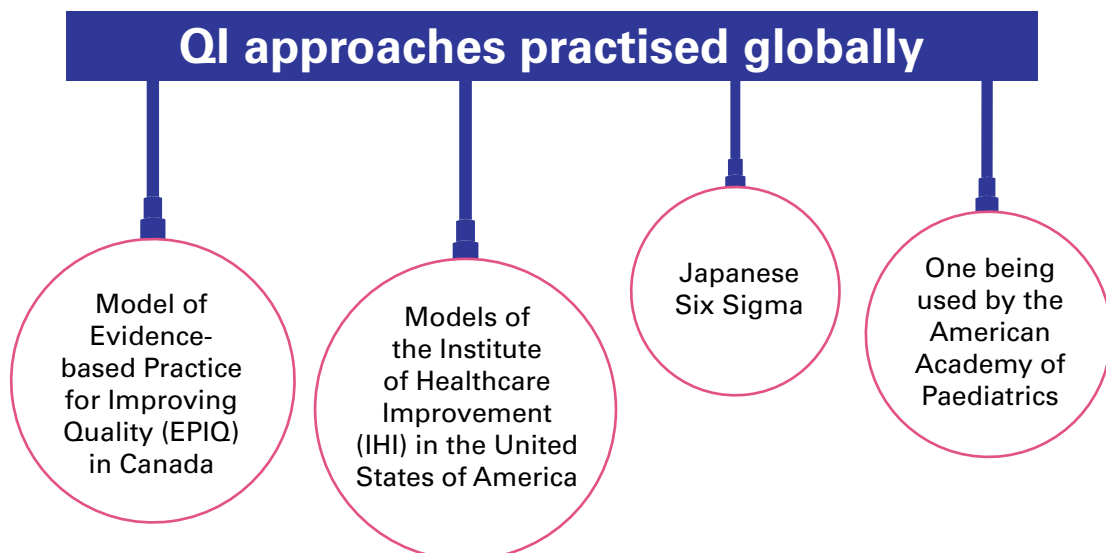 QI approaches practised globally
Model of
Evidence-
based Practice
for Improving
Quality (EPIQ)
in Canada
Models of
the Institute
of Healthcare
Improvement
(IHI) in the United
States of America
Japanese
Six Sigma
One being
used by the
American
Academy of
Paediatrics